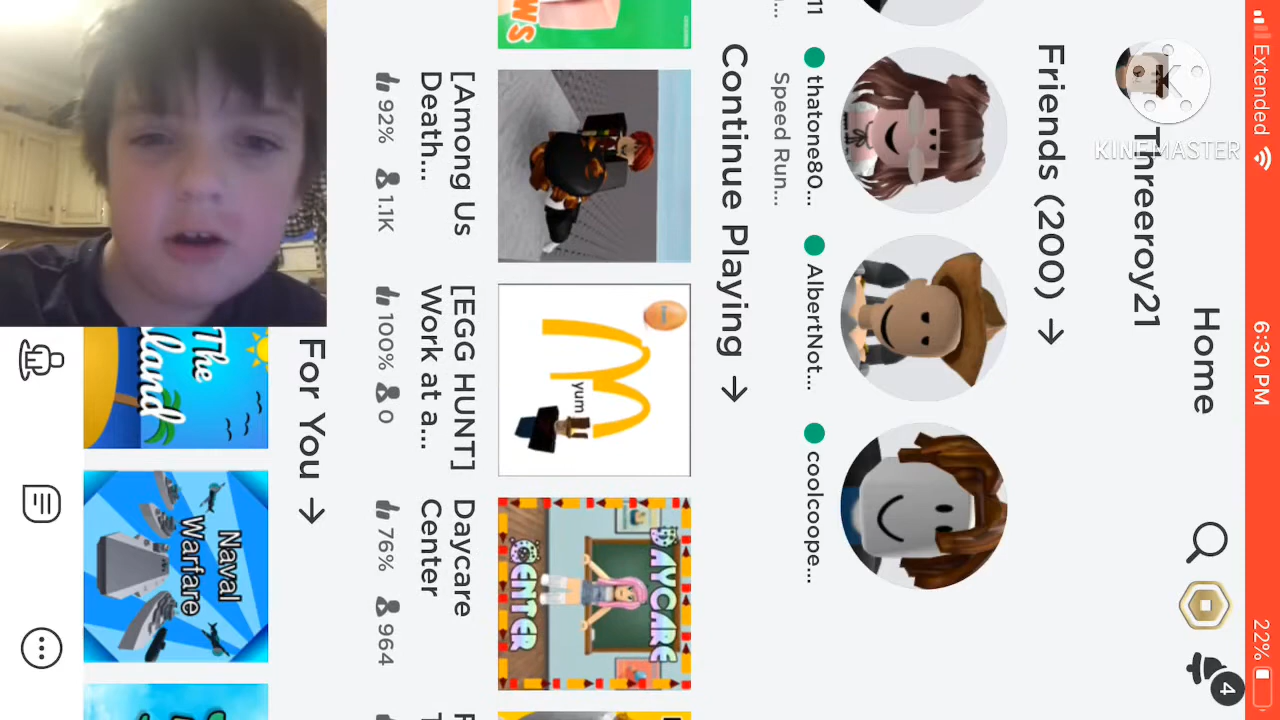 Extended
6:30 PM
22%
Home
4
Threeroy21
KINEMASTER
Friends (200) →
11
thatone80...
AlbertNot...
coolcoope...
Speed Run...
Continue Playing →
yum
DAYCARE
CENTER
[Among Us
Death...
92% 1.1K
[EGG HUNT]
Work at a...
100% 0
Daycare
Center
76% 964
For You →
The
Naval
Warfare